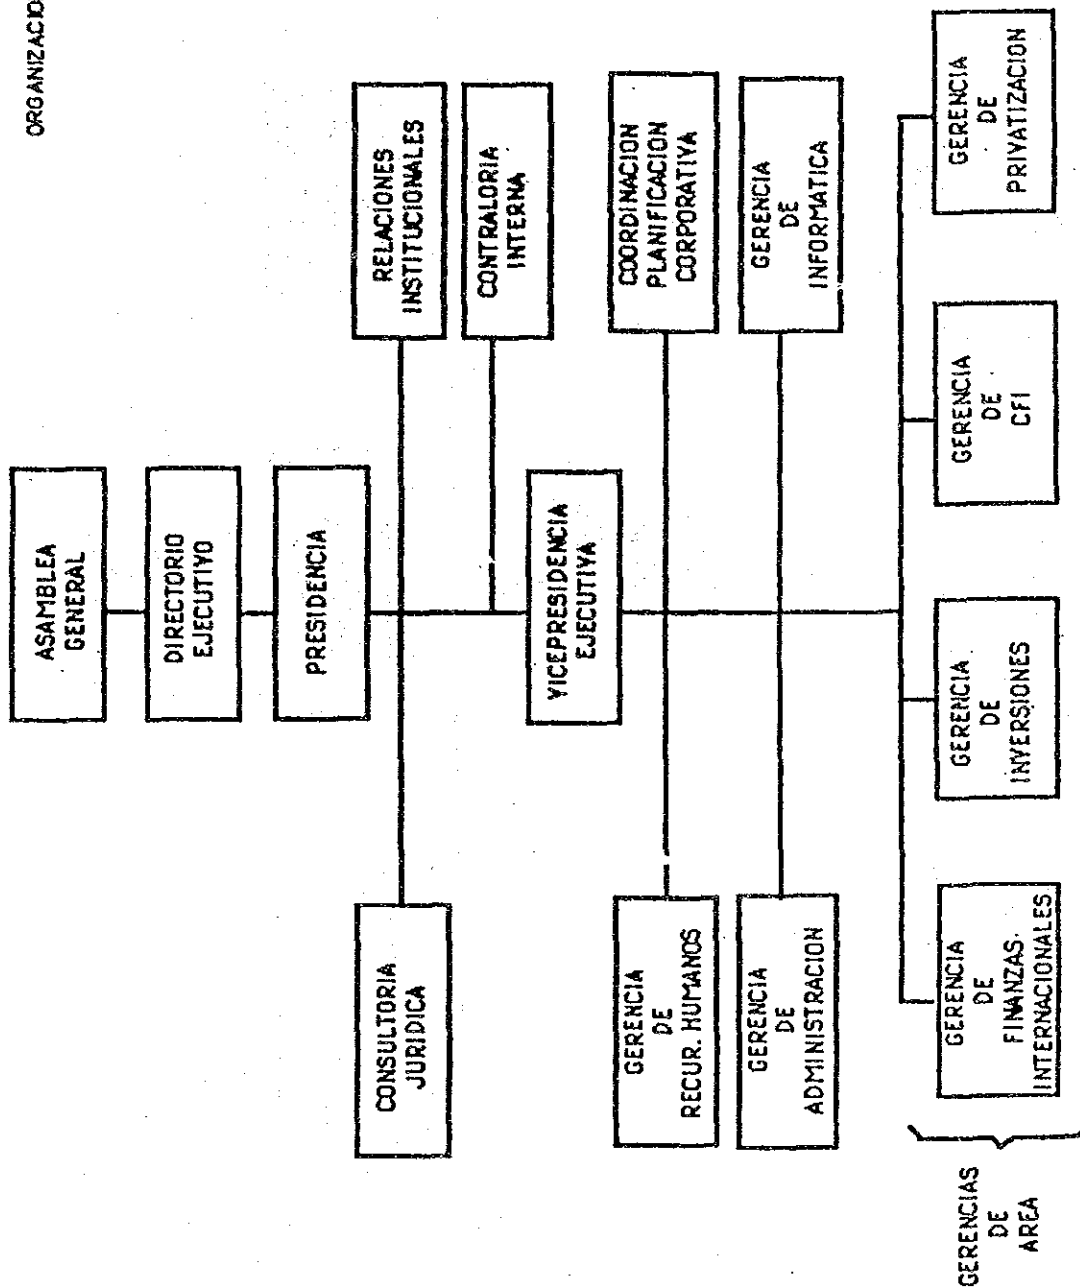 ORGANIZACIO
ASAMBLEA
GENERAL
DIRECTORIO
EJECUTIVO
PRESIDENCIA
CONSULTORIA
JURIDICA
RELACIONES
INSTITUCIONALES
CONTRALORIA
INTERNA
VICEPRESIDENCIA
EJECUTIVA
GERENCIA
DE
RECUR. HUMANOS
COORDINACION
PLANIFICACION
CORPORATIVA
GERENCIA
DE
ADMINISTRACION
GERENCIA
DE
INFORMATICA
GERENCIAS
DE
AREA
GERENCIA
DE
FINANZAS
INTERNACIONALES
GERENCIA
DE
INVERSIONES
GERENCIA
DE
CFI
GERENCIA
DE
PRIVATIZACION